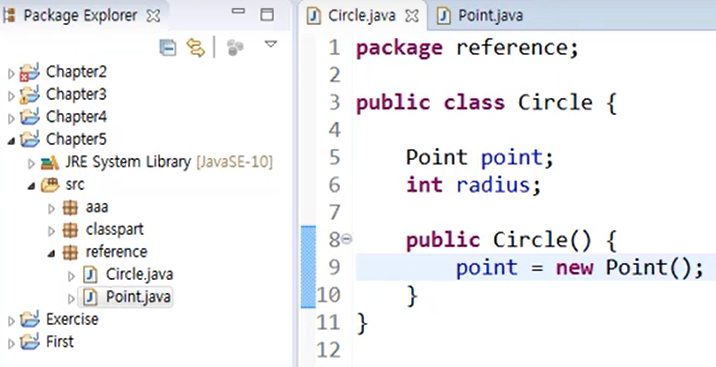 Package Explorer
Chapter2
Chapter3
Chapter4
Chapter5
JRE System Library [JavaSE-10]
src
aaa
classpart
reference
Circle.java
Point.java
Exercise
First
Circle.java
Point.java
1 package reference;
2
3 public class Circle {
4
5 Point point;
6 int radius;
7
8 public Circle() {
9 point = new Point();
10 }
11 }
12